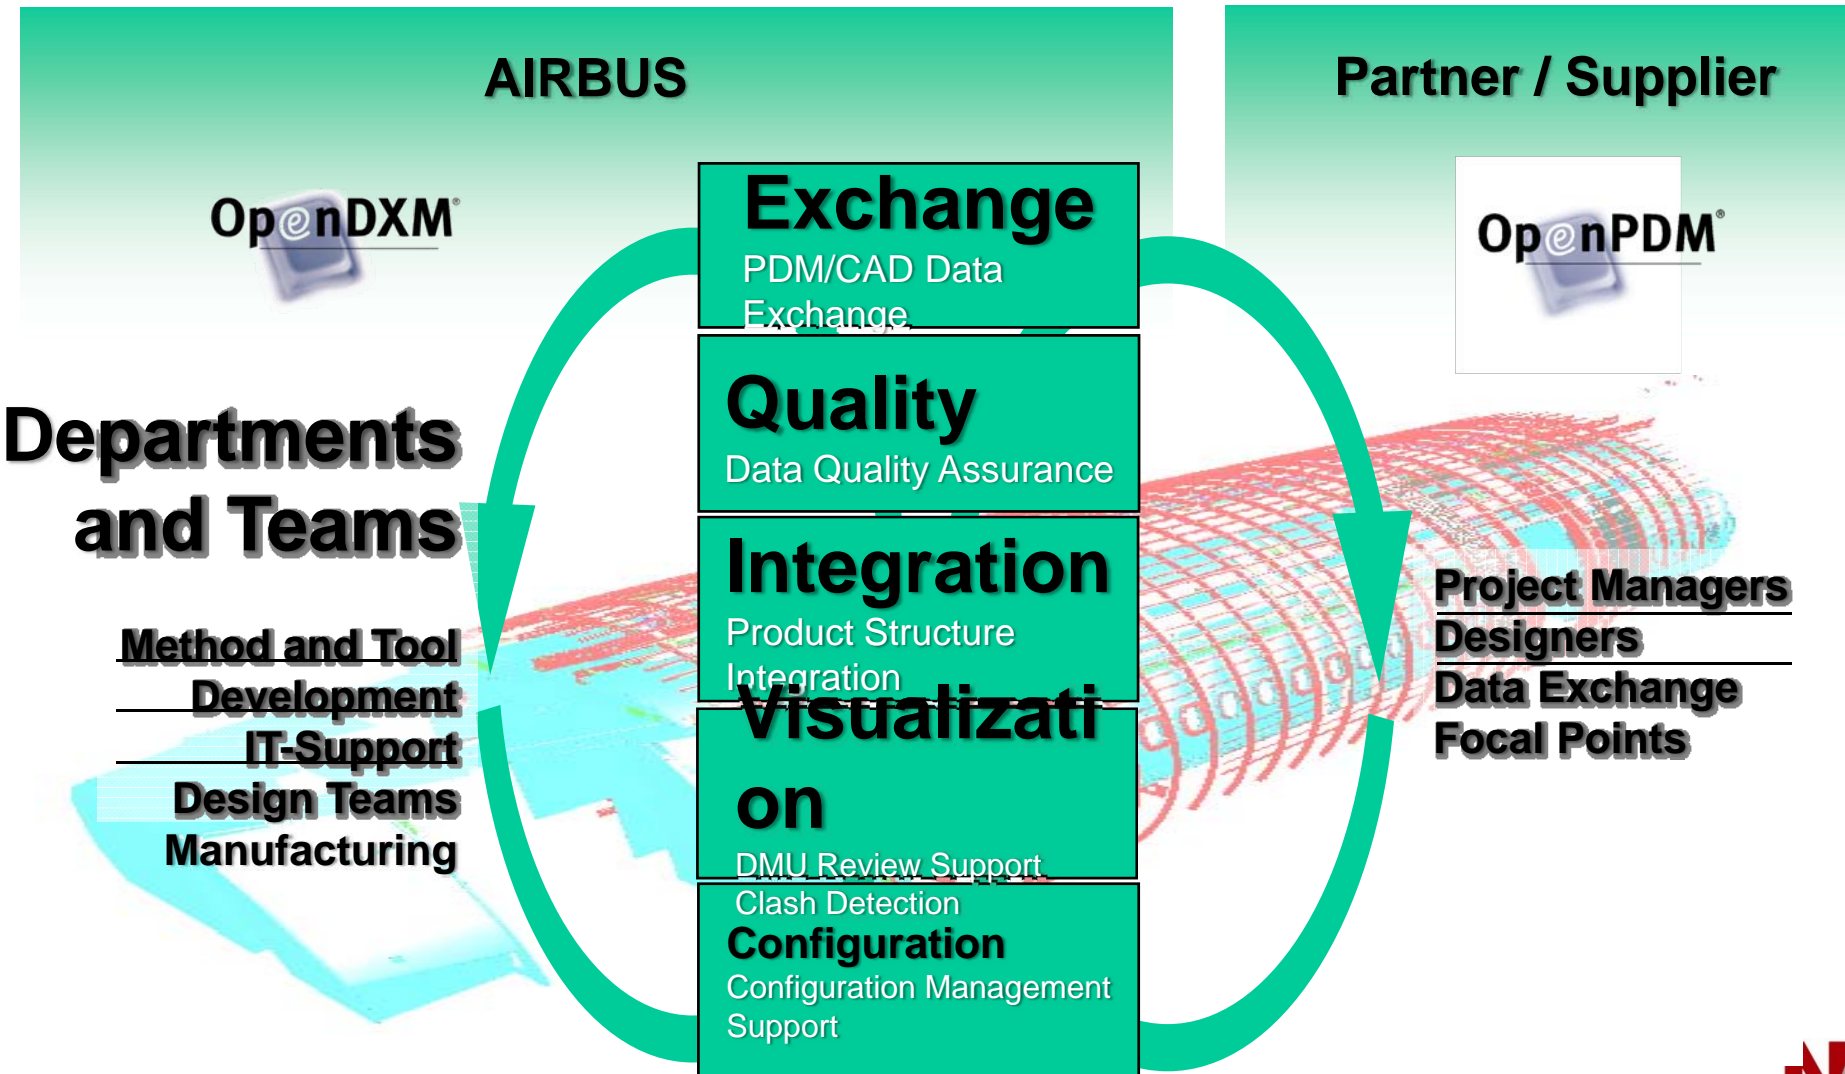 AIRBUS
Partner / Supplier
OpenDXM®
OpenPDM®
Departments
and Teams
Method and Tool
Development
IT-Support
Design Teams
Manufacturing
Exchange
PDM/CAD Data
Exchange
Quality
Data Quality Assurance
Integration
Product Structure
Integration
Visualizati
on
DMU Review Support
Clash Detection
Configuration
Configuration Management
Support
Project Managers
Designers
Data Exchange
Focal Points